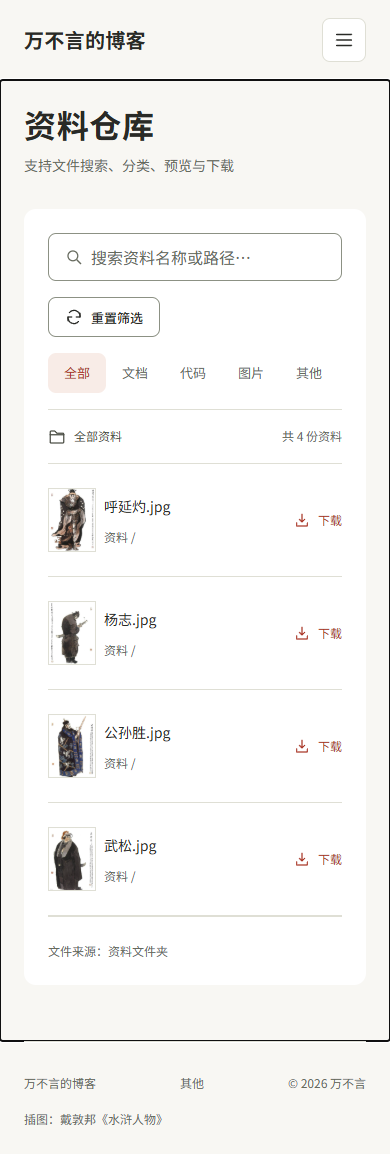 万不言的博客
资料仓库
支持文件搜索、分类、预览与下载
搜索资料名称或路径…
重置筛选
全部 文档 代码 图片 其他
全部资料 共 4 份资料
呼延灼.jpg
资料 / 下载
杨志.jpg
资料 / 下载
公孙胜.jpg
资料 / 下载
武松.jpg
资料 / 下载
文件来源：资料文件夹
万不言的博客 其他 © 2026 万不言
插图：戴敦邦《水浒人物》